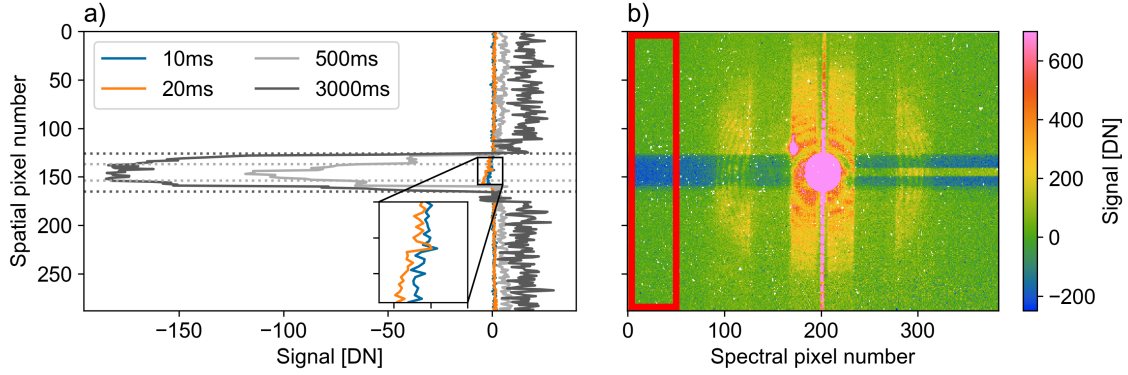 a)
0
50
100
150
200
250
Spatial pixel number
10ms
20ms
500ms
3000ms
−150
−100
−50
0
Signal [DN]
b)
0
100
200
300
Spectral pixel number
600
400
200
0
−200
Signal [DN]